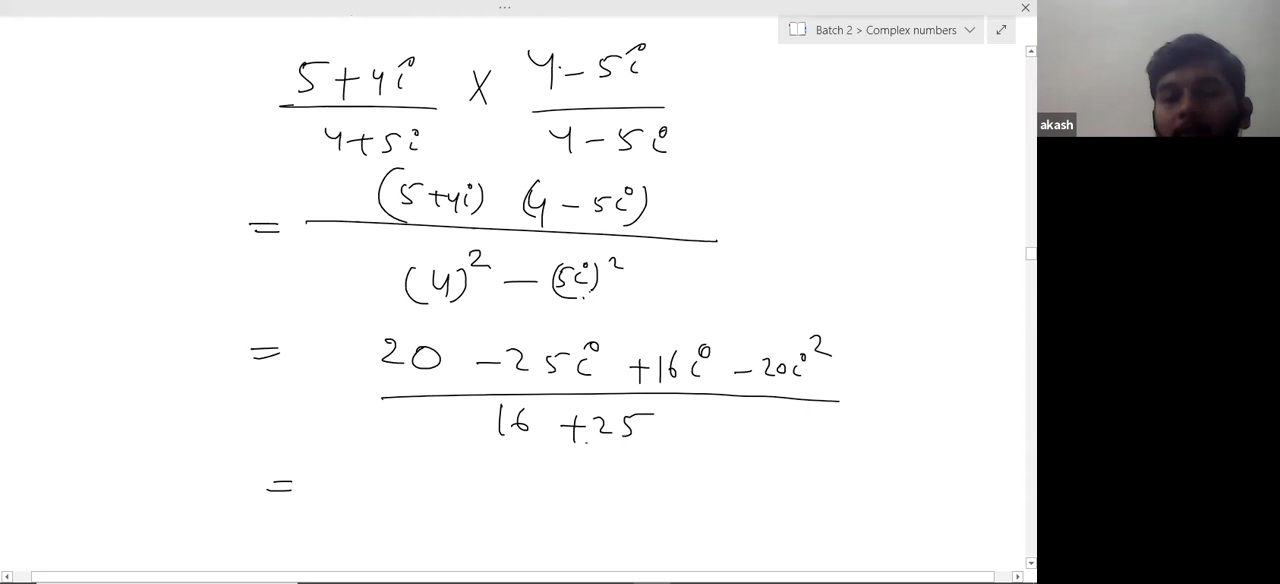 Batch 2 > Complex numbers
5+4i × 4-5i
4+5i 4-5i
akash
= (5+4i) (4-5i)
(4)² - (5i)²
= 20 -25i +16i -20i²
16 +25
=